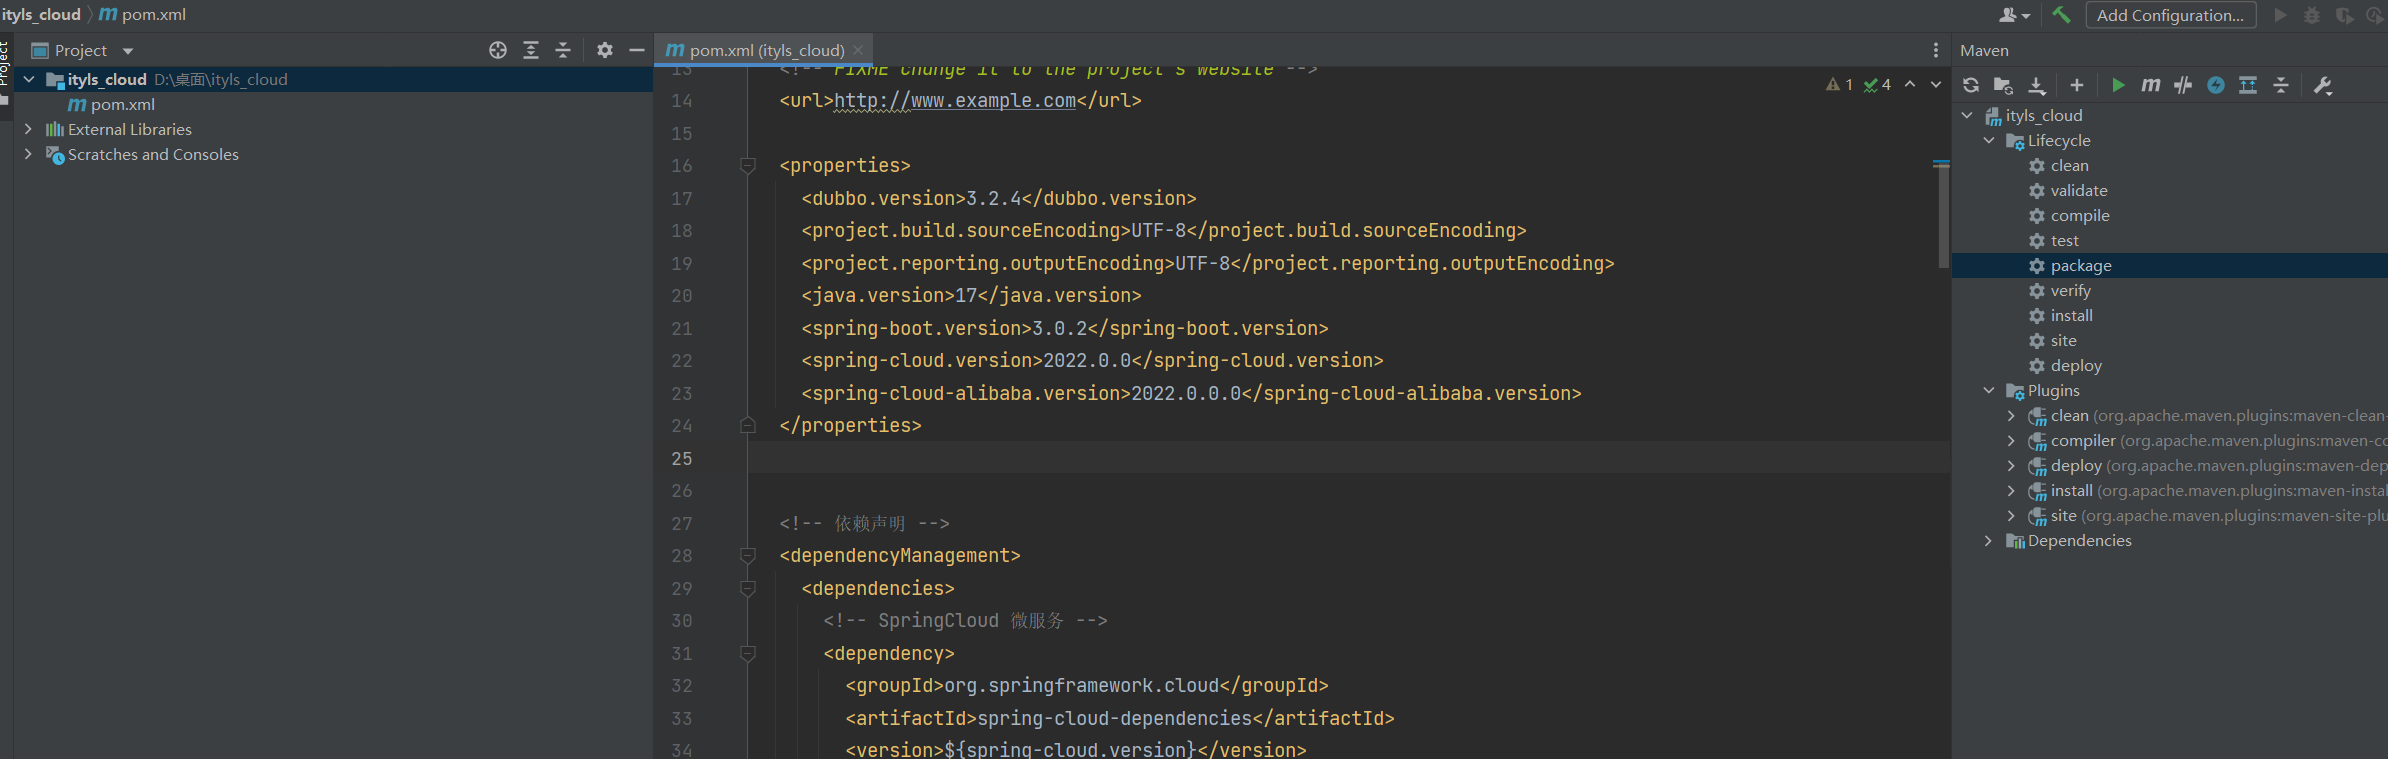 ityls_cloud pom.xml
Add Configuration...
Project
Project
ityls_cloud D:\桌面\ityls_cloud
pom.xml
External Libraries
Scratches and Consoles
pom.xml (ityls_cloud)
1 4
13 <!-- FIXME change it to the project's website -->
14 <url>http://www.example.com</url>
15
16 <properties>
17 <dubbo.version>3.2.4</dubbo.version>
18 <project.build.sourceEncoding>UTF-8</project.build.sourceEncoding>
19 <project.reporting.outputEncoding>UTF-8</project.reporting.outputEncoding>
20 <java.version>17</java.version>
21 <spring-boot.version>3.0.2</spring-boot.version>
22 <spring-cloud.version>2022.0.0</spring-cloud.version>
23 <spring-cloud-alibaba.version>2022.0.0.0</spring-cloud-alibaba.version>
24 </properties>
25
26
27 <!-- 依赖声明 -->
28 <dependencyManagement>
29 <dependencies>
30 <!-- SpringCloud 微服务 -->
31 <dependency>
32 <groupId>org.springframework.cloud</groupId>
33 <artifactId>spring-cloud-dependencies</artifactId>
34 <version>${spring-cloud.version}</version>
Maven
ityls_cloud
Lifecycle
clean
validate
compile
test
package
verify
install
site
deploy
Plugins
clean (org.apache.maven.plugins:maven-clean-
compiler (org.apache.maven.plugins:maven-co
deploy (org.apache.maven.plugins:maven-dep
install (org.apache.maven.plugins:maven-instal
site (org.apache.maven.plugins:maven-site-plu
Dependencies